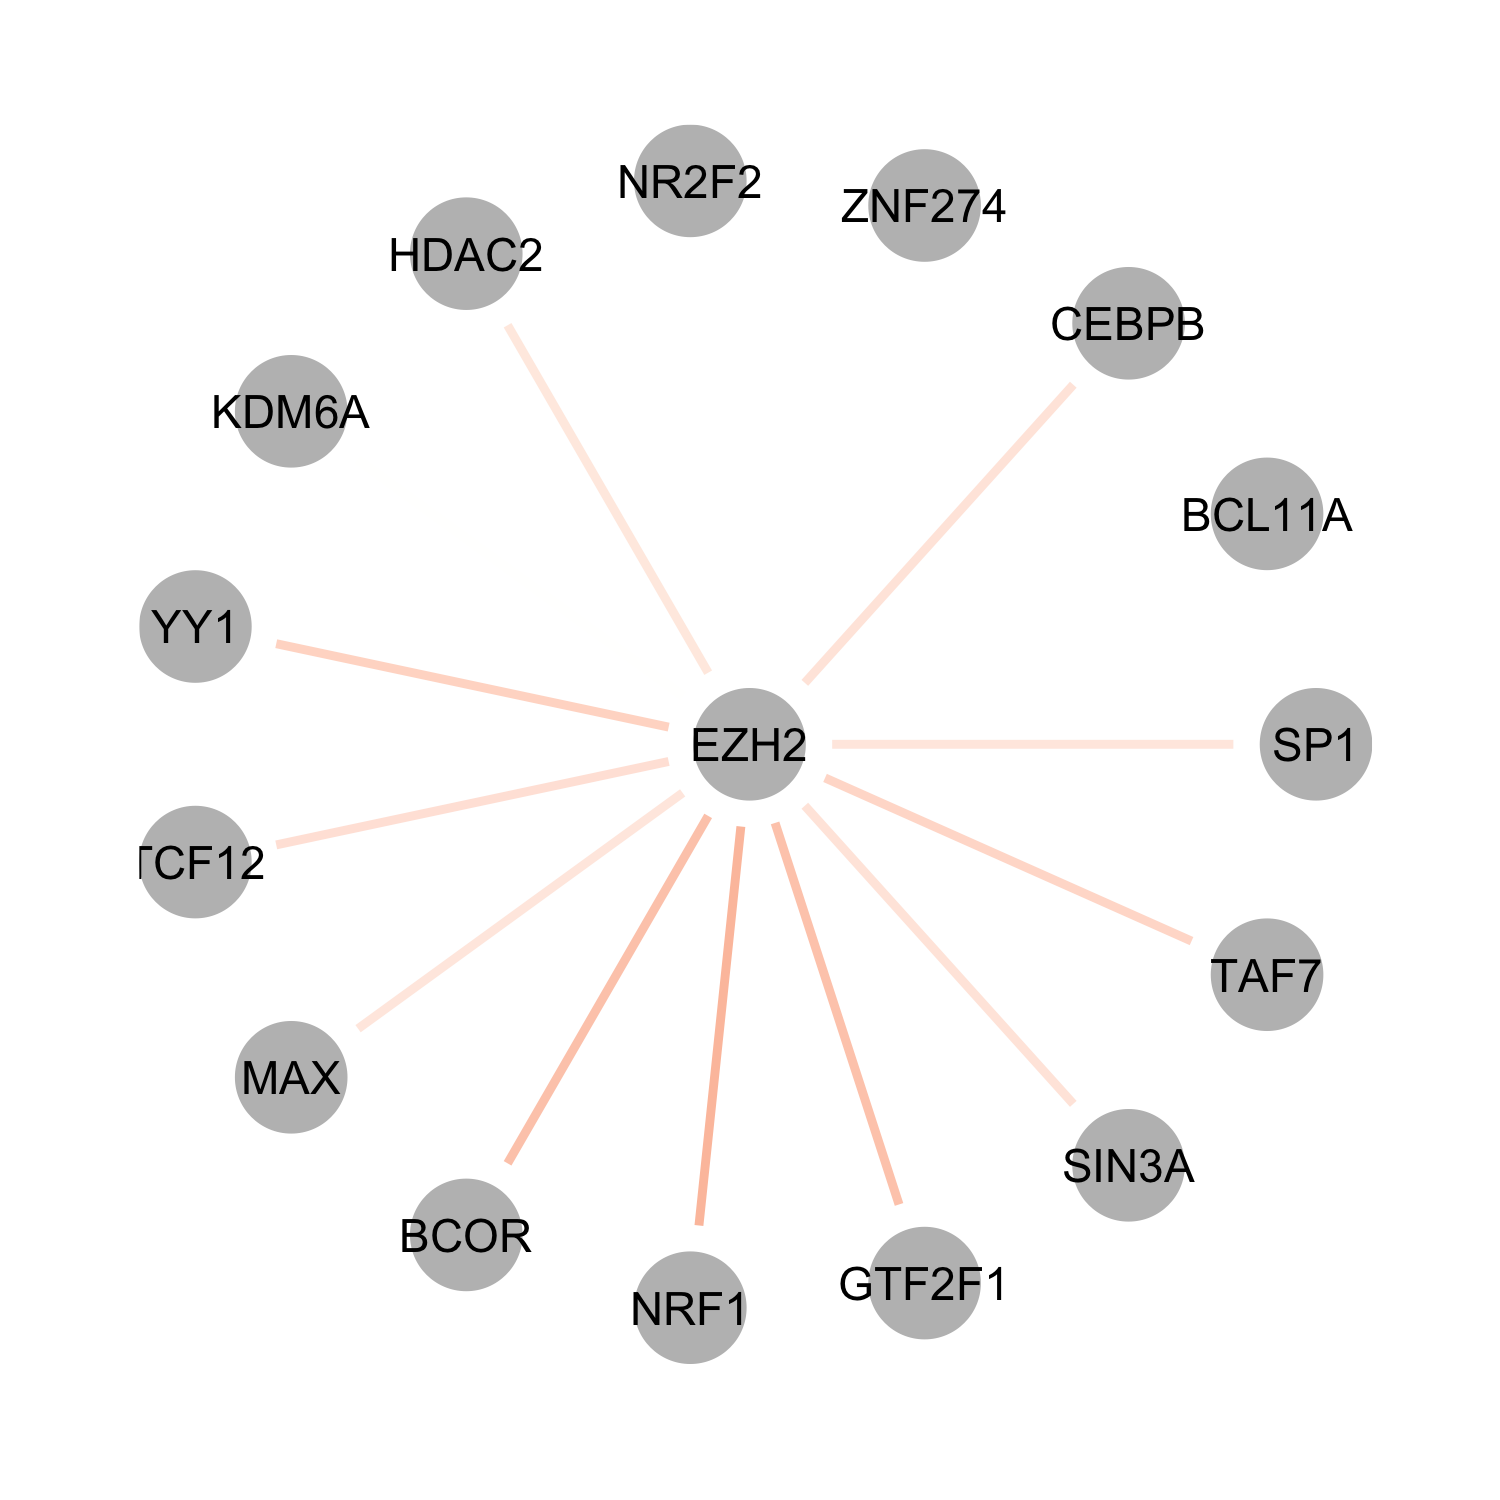 NR2F2
ZNF274
HDAC2
CEBPB
KDM6A
BCL11A
YY1
EZH2
SP1
TCF12
TAF7
MAX
SIN3A
BCOR
GTF2F1
NRF1